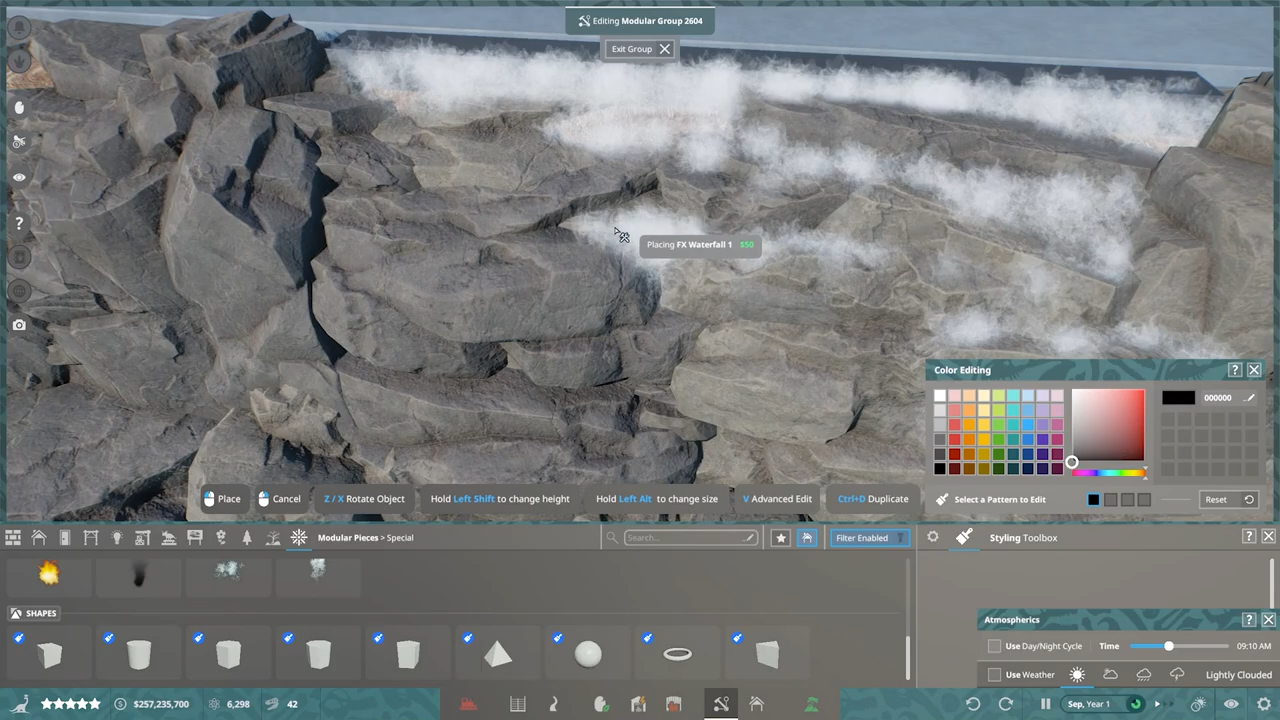 Editing Modular Group 2604
Exit Group
Placing FX Waterfall 1 $50
Color Editing
?
000000
Select a Pattern to Edit
Reset
Place
Cancel
Z / X Rotate Object
Hold Left Shift to change height
Hold Left Alt to change size
V Advanced Edit
Ctrl+D Duplicate
Modular Pieces > Special
Search...
Filter Enabled
Styling Toolbox
?
SHAPES
Atmospherics
?
Use Day/Night Cycle
Time
09:10 AM
Use Weather
Lightly Clouded
$257,235,700
6,298
42
Sep, Year 1
?